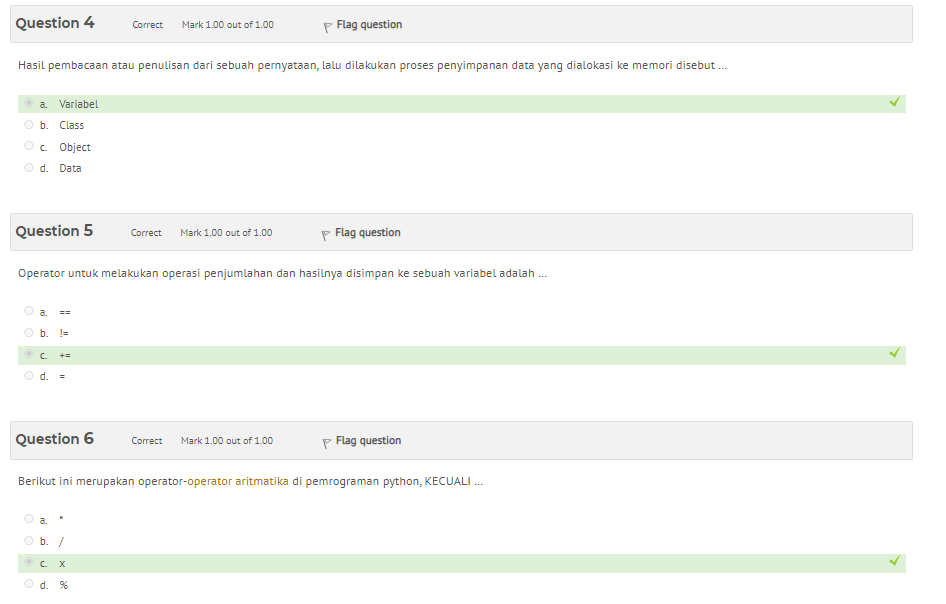 Question 4 Correct Mark 1.00 out of 1.00 Flag question
Hasil pembacaan atau penulisan dari sebuah pernyataan, lalu dilakukan proses penyimpanan data yang dialokasi ke memori disebut ...
a. Variabel
b. Class
c. Object
d. Data
Question 5 Correct Mark 1.00 out of 1.00 Flag question
Operator untuk melakukan operasi penjumlahan dan hasilnya disimpan ke sebuah variabel adalah ...
a. ==
b. !=
c. +=
d. =
Question 6 Correct Mark 1.00 out of 1.00 Flag question
Berikut ini merupakan operator-operator aritmatika di pemrograman python, KECUALI ...
a. *
b. /
c. x
d. %